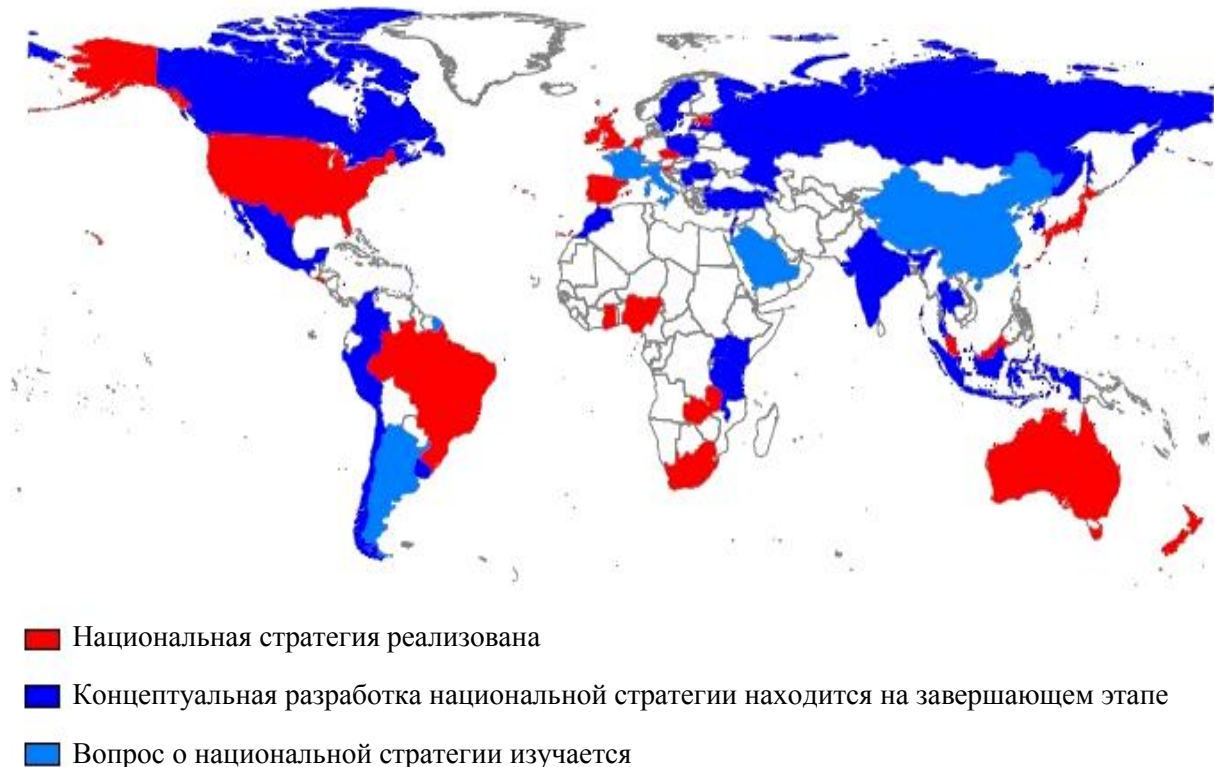 Национальная стратегия реализована
Концептуальная разработка национальной стратегии находится на завершающем этапе
Вопрос о национальной стратегии изучается